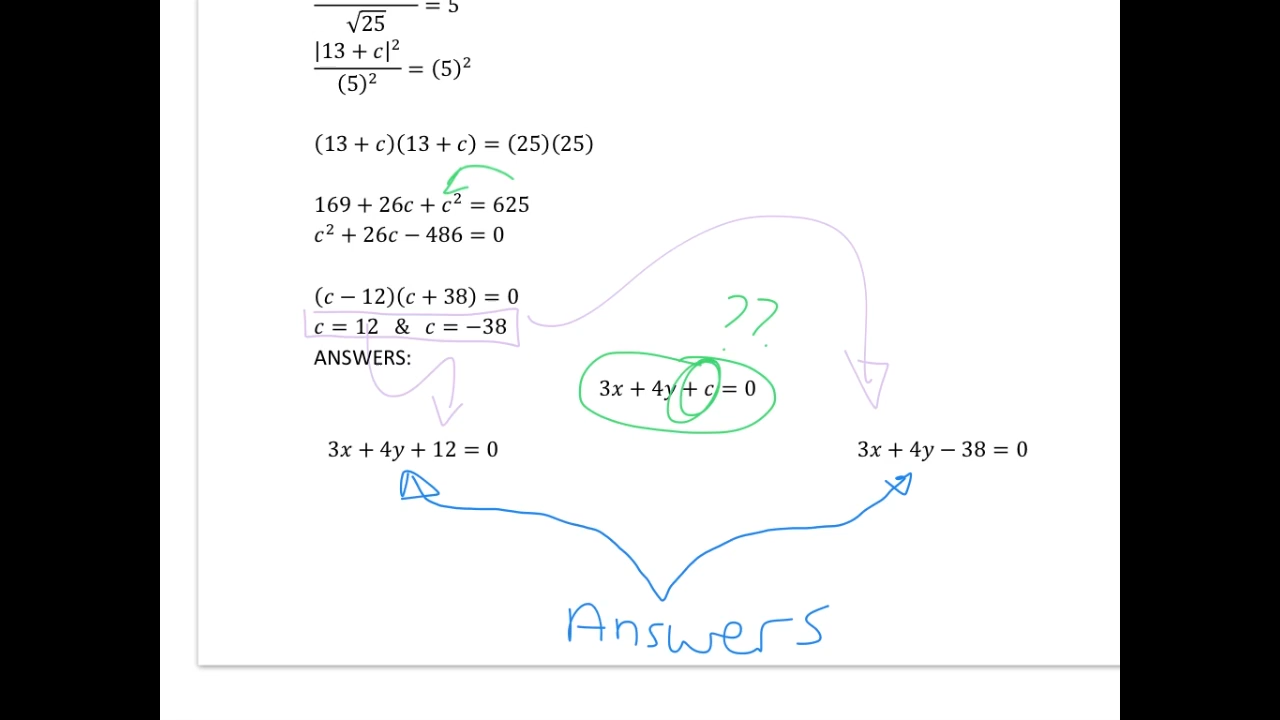 √25 = 5
|13 + c|²
(5)² = (5)²
(13 + c)(13 + c) = (25)(25)
169 + 26c + c² = 625
c² + 26c − 486 = 0
(c − 12)(c + 38) = 0
c = 12 & c = −38
??
ANSWERS:
3x + 4y + c = 0
3x + 4y + 12 = 0
3x + 4y − 38 = 0
Answers